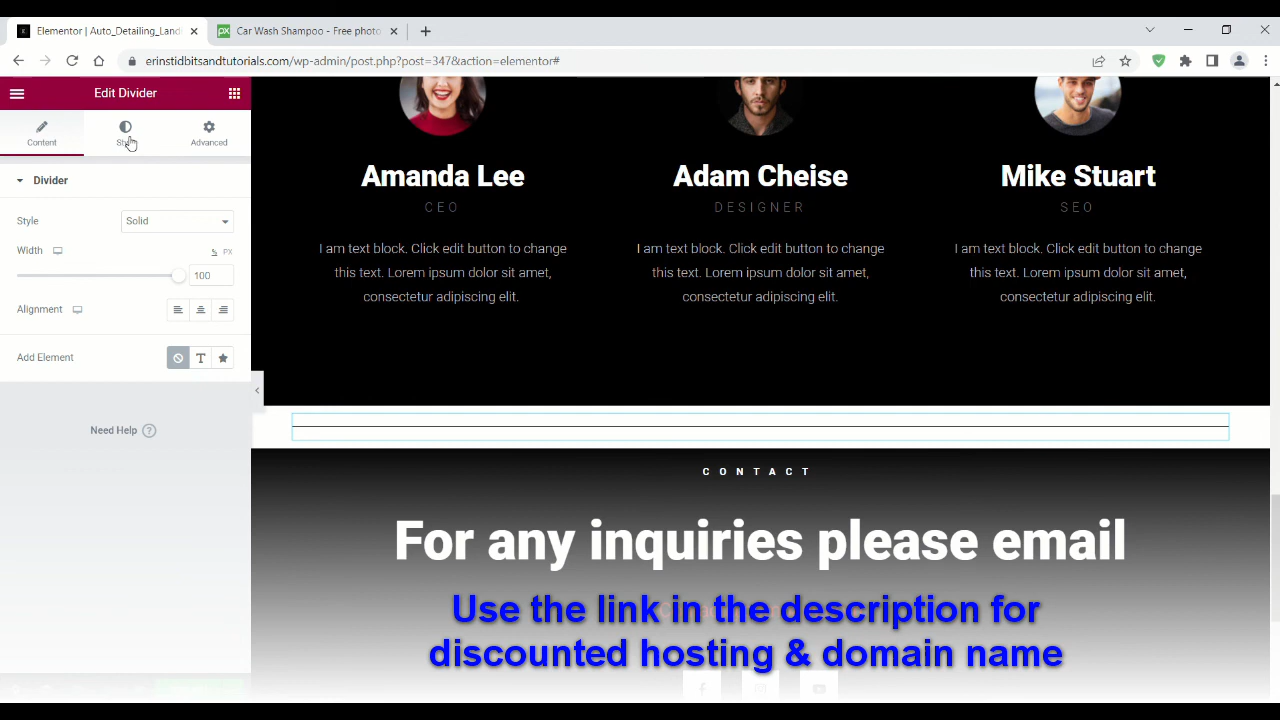 Elementor | Auto_Detailing_Land
Car Wash Shampoo - Free photo
erinstidbitsandtutorials.com/wp-admin/post.php?post=347&action=elementor#
Edit Divider
Content
Style
Advanced
Divider
Style
Solid
Width
% PX
100
Alignment
Add Element
Need Help
Amanda Lee
CEO
I am text block. Click edit button to change
this text. Lorem ipsum dolor sit amet,
consectetur adipiscing elit.
Adam Cheise
DESIGNER
I am text block. Click edit button to change
this text. Lorem ipsum dolor sit amet,
consectetur adipiscing elit.
Mike Stuart
SEO
I am text block. Click edit button to change
this text. Lorem ipsum dolor sit amet,
consectetur adipiscing elit.
CONTACT
For any inquiries please email
Use the link in the description for
discounted hosting & domain name